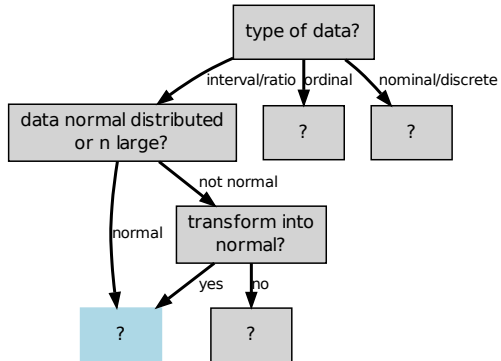 type of data?
interval/ratio
ordinal
nominal/discrete
data normal distributed
or n large?
?
?
not normal
normal
transform into
normal?
yes
no
?
?